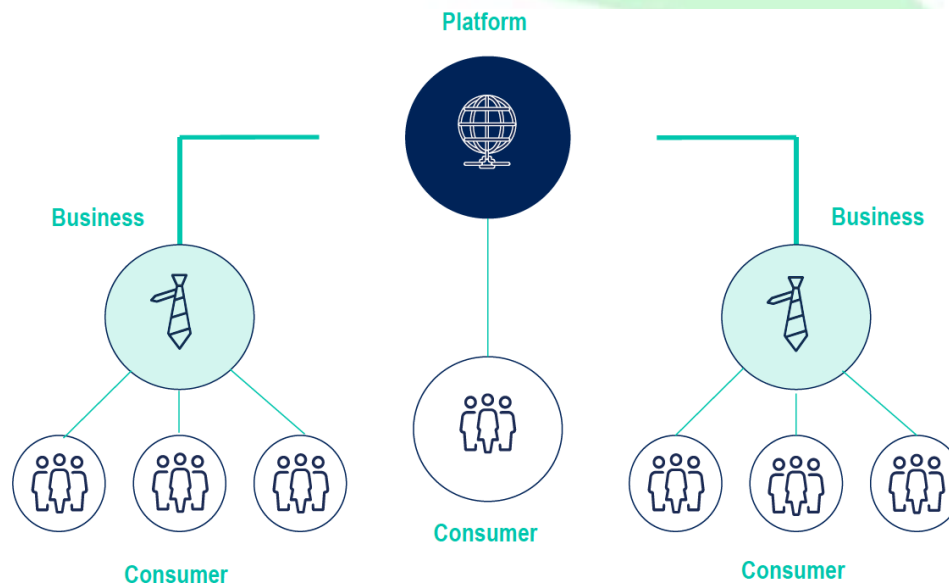 Platform
Business
Business
Consumer
Consumer
Consumer